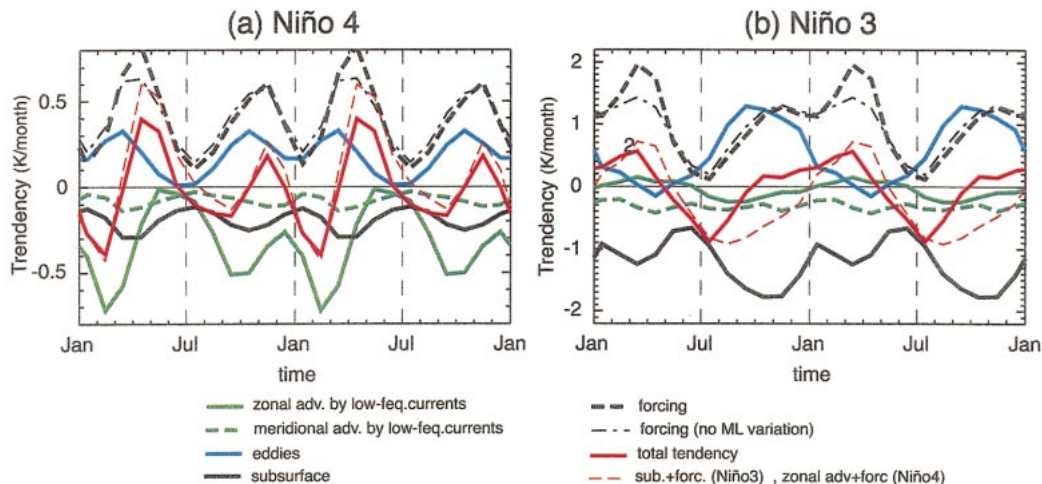 (a) Niño 4
(b) Niño 3
Trendency (K/month)
0.5
0
-0.5
Jan Jul Jan Jul Jan
time
Trendency (K/month)
2
1
0
-1
-2
2
Jan Jul Jan Jul Jan
time
zonal adv. by low-feq.currents
meridional adv. by low-feq.currents
eddies
subsurface
forcing
forcing (no ML variation)
total tendency
sub.+forc. (Niño3) , zonal adv+forc (Niño4)